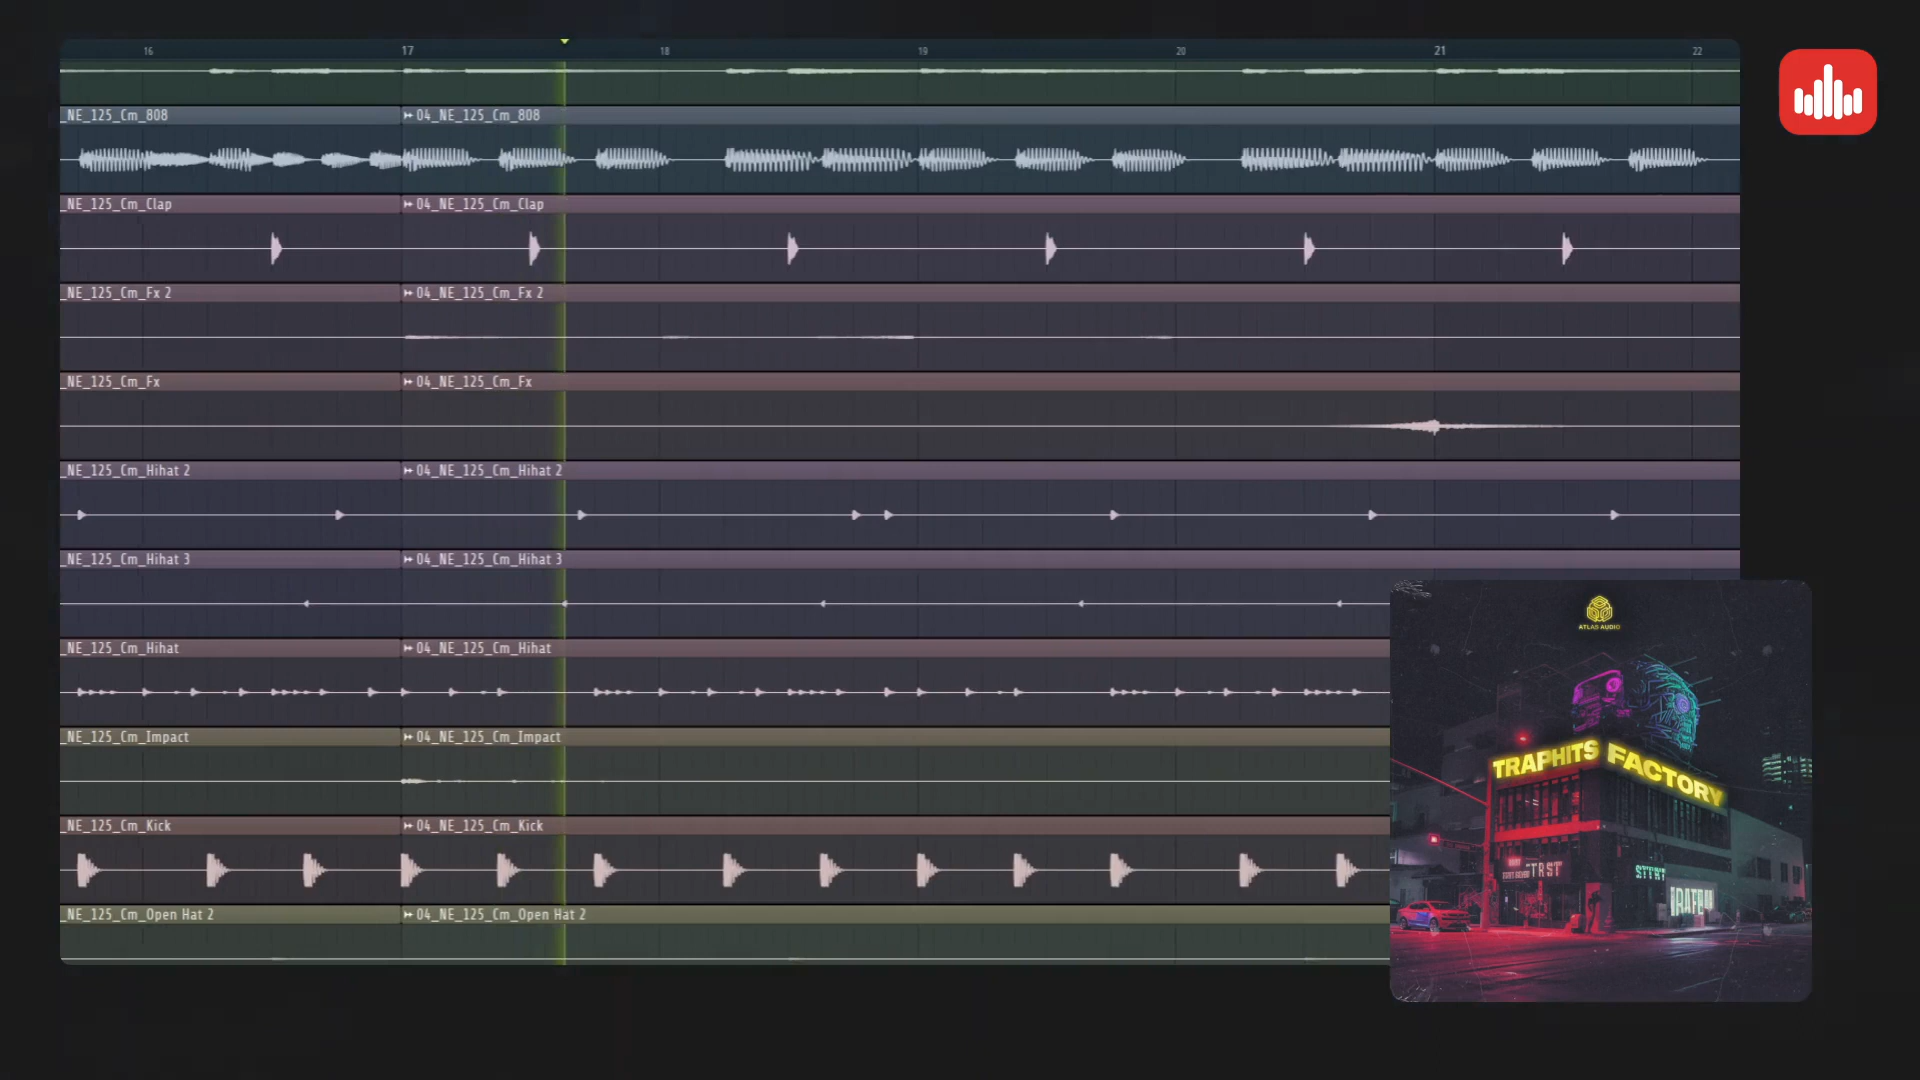 16 17 18 19 20 21 22
_NE_125_Cm_808 04_NE_125_Cm_808
_NE_125_Cm_Clap 04_NE_125_Cm_Clap
_NE_125_Cm_Fx 2 04_NE_125_Cm_Fx 2
_NE_125_Cm_Fx 04_NE_125_Cm_Fx
_NE_125_Cm_Hihat 2 04_NE_125_Cm_Hihat 2
_NE_125_Cm_Hihat 3 04_NE_125_Cm_Hihat 3
_NE_125_Cm_Hihat 04_NE_125_Cm_Hihat
_NE_125_Cm_Impact 04_NE_125_Cm_Impact
_NE_125_Cm_Kick 04_NE_125_Cm_Kick
_NE_125_Cm_Open Hat 2 04_NE_125_Cm_Open Hat 2
ATLAS AUDIO
TRAPHITS FACTORY